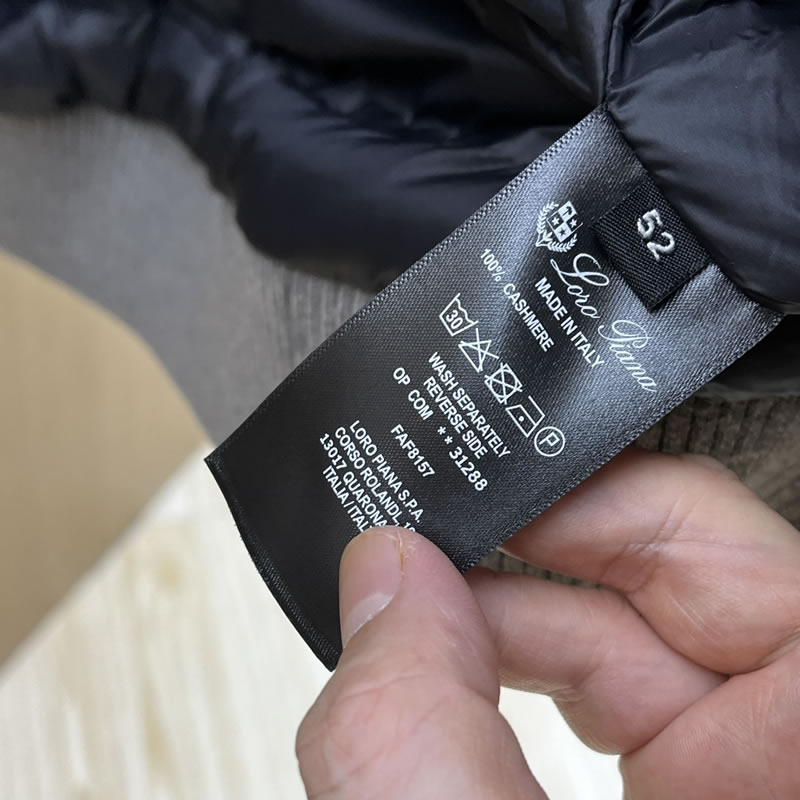 52
Loro Piana
MADE IN ITALY
100% CASHMERE
30
P
WASH SEPARATELY
REVERSE SIDE
OP COM ** 31288
FAF8157
LORO PIANA S.P.A.
CORSO ROLANDI,
13017 QUARONA
ITALIA/